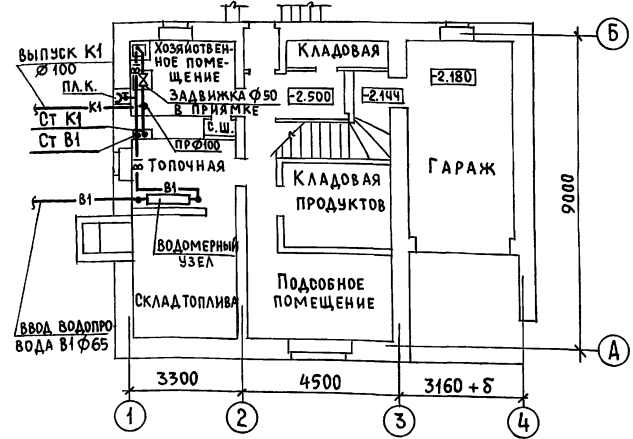 Б
ВЫПУСК К1
Ø100
ХОЗЯЙСТВЕН-
НОЕ ПОМЕ-
ЩЕНИЕ
КЛАДОВАЯ
ПЛ.К.
ЗАДВИЖКА Ø50
В ПРИЯМКЕ
-2.500
-2.144
-2.180
К1
СТ К1
СТ В1
С.Ш.
ПРØ100
В1
В
ТОПОЧНАЯ
КЛАДОВАЯ
ПРОДУКТОВ
ГАРАЖ
9000
В1
В1
ВОДОМЕРНЫЙ
УЗЕЛ
СКЛАД ТОПЛИВА
ПОДСОБНОЕ
ПОМЕЩЕНИЕ
ВВОД ВОДОПРО
ВОДА В1 Ø65
А
3300
4500
3160 + δ
1
2
3
4